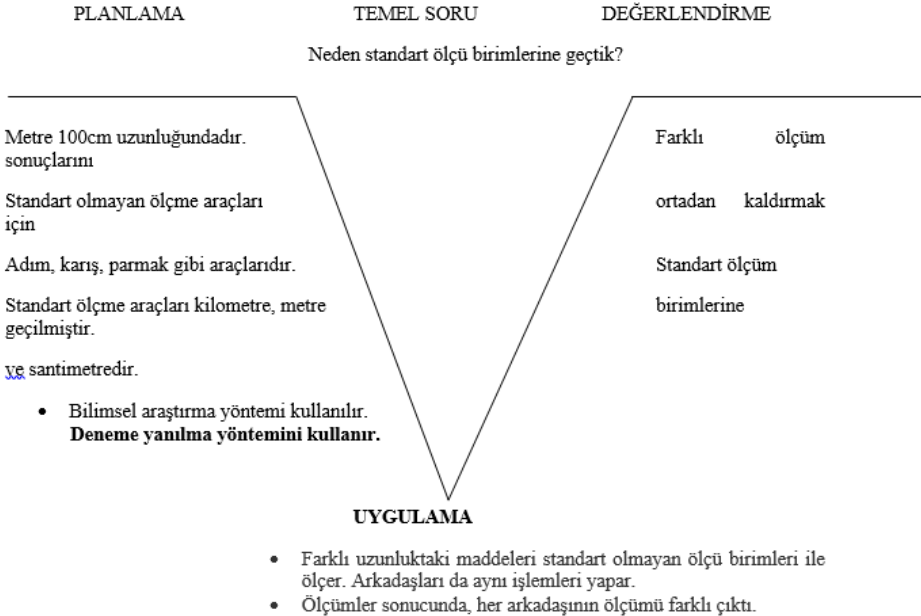 PLANLAMA TEMEL SORU DEĞERLENDİRME
Neden standart ölçü birimlerine geçtik?
Metre 100cm uzunluğundadır. Farklı ölçüm
sonuçlarını
Standart olmayan ölçme araçları ortadan kaldırmak
için
Adım, karış, parmak gibi araçlarıdır. Standart ölçüm
Standart ölçme araçları kilometre, metre birimlerine
geçilmiştir.
ve santimetredir.
• Bilimsel araştırma yöntemi kullanılır.
Deneme yanılma yöntemini kullanır.
UYGULAMA
• Farklı uzunluktaki maddeleri standart olmayan ölçü birimleri ile
ölçer. Arkadaşları da aynı işlemleri yapar.
• Ölçümler sonucunda, her arkadaşının ölçümü farklı çıktı.